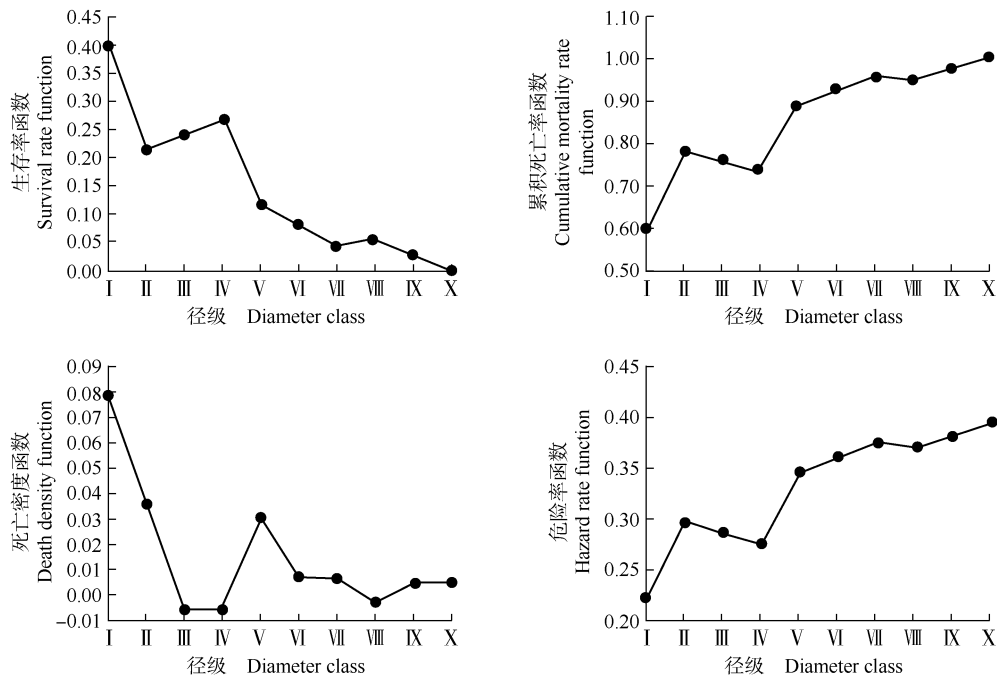 0.45
0.40
0.30
0.30
0.25
0.20
0.10
0.10
0.05
0.00
生存率函数
Survival rate function
Ⅰ Ⅱ Ⅲ Ⅳ Ⅴ Ⅵ Ⅶ Ⅷ Ⅸ Ⅹ
径级 Diameter class
1.10
1.00
0.90
0.80
0.70
0.60
0.50
累积死亡率函数
Cumulative mortality rate
function
Ⅰ Ⅱ Ⅲ Ⅳ Ⅴ Ⅵ Ⅶ Ⅷ Ⅸ Ⅹ
径级 Diameter class
0.09
0.08
0.07
0.06
0.05
0.04
0.03
0.02
0.01
0.00
−0.01
死亡密度函数
Death density function
Ⅰ Ⅱ Ⅲ Ⅳ Ⅴ Ⅵ Ⅶ Ⅷ Ⅸ Ⅹ
径级 Diameter class
0.45
0.40
0.35
0.30
0.25
0.20
危险率函数
Hazard rate function
Ⅰ Ⅱ Ⅲ Ⅳ Ⅴ Ⅵ Ⅶ Ⅷ Ⅸ Ⅹ
径级 Diameter class